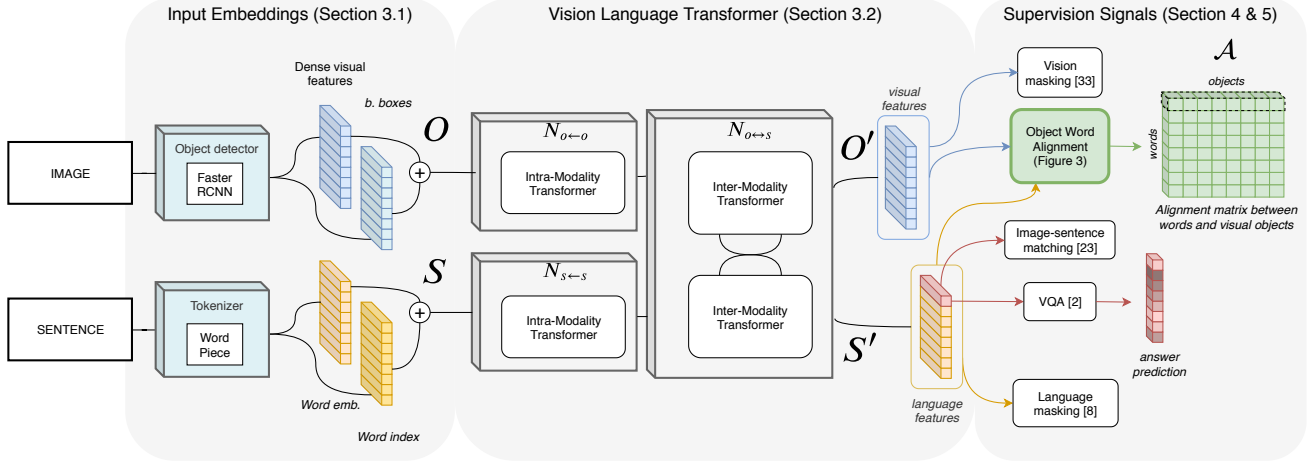 Input Embeddings (Section 3.1)
Vision Language Transformer (Section 3.2)
Supervision Signals (Section 4 & 5)
IMAGE
Object detector
Faster
RCNN
Dense visual
features
b. boxes
+
O
N_{o←o}
Intra-Modality
Transformer
SENTENCE
Tokenizer
Word
Piece
Word emb.
Word index
+
S
N_{s←s}
Intra-Modality
Transformer
N_{o↔s}
Inter-Modality
Transformer
Inter-Modality
Transformer
O′
visual
features
S′
language
features
Vision
masking [33]
Object Word
Alignment
(Figure 3)
A
objects
words
Alignment matrix between
words and visual objects
Image-sentence
matching [23]
VQA [2]
answer
prediction
Language
masking [8]